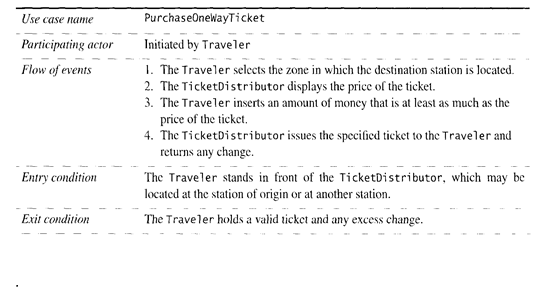 Use case name PurchaseOneWayTicket
Participating actor Initiated by Traveler
Flow of events 1. The Traveler selects the zone in which the destination station is located.
2. The TicketDistributor displays the price of the ticket.
3. The Traveler inserts an amount of money that is at least as much as the
price of the ticket.
4. The TicketDistributor issues the specified ticket to the Traveler and
returns any change.
Entry condition The Traveler stands in front of the TicketDistributor, which may be
located at the station of origin or at another station.
Exit condition The Traveler holds a valid ticket and any excess change.